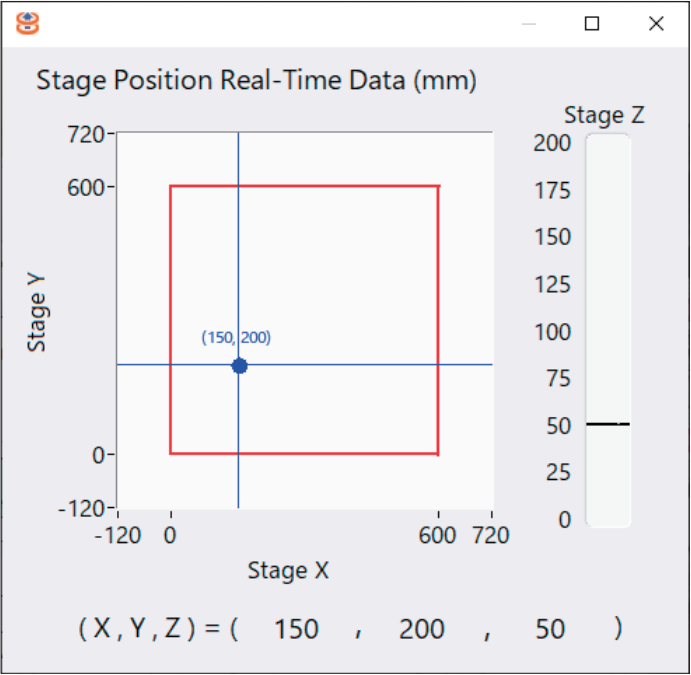 Stage Position Real-Time Data (mm)
Stage Z
720
600
0
-120
Stage Y
(150, 200)
-120 0 600 720
Stage X
200
175
150
125
100
75
50
25
0
( X , Y , Z ) = ( 150 , 200 , 50 )